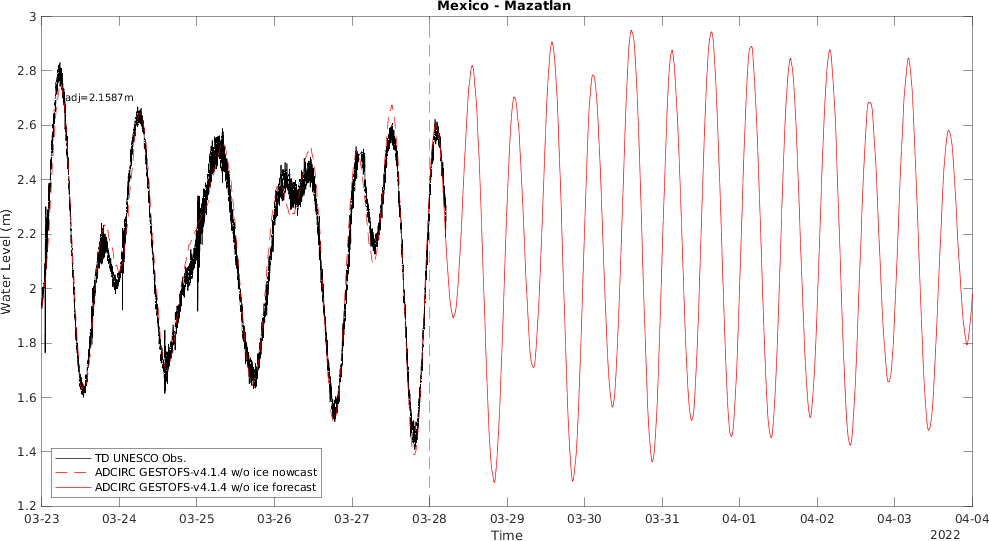 Mexico - Mazatlan
Water Level (m)
3
2.8
2.6
2.4
2.2
2
1.8
1.6
1.4
1.2
adj=2.1587m
TD UNESCO Obs.
ADCIRC GESTOFS-v4.1.4 w/o ice nowcast
ADCIRC GESTOFS-v4.1.4 w/o ice forecast
03-23 03-24 03-25 03-26 03-27 03-28 03-29 03-30 03-31 04-01 04-02 04-03 04-04
Time
2022